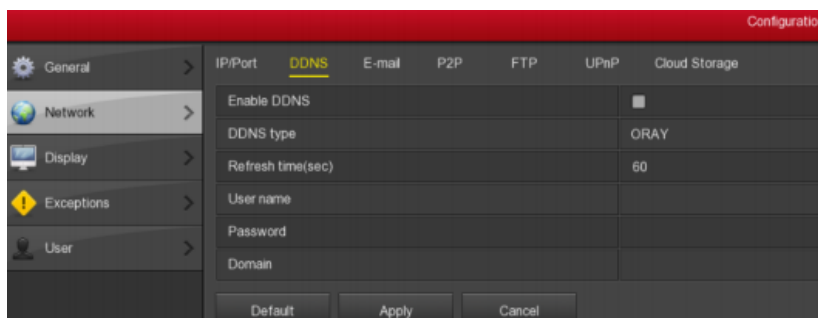 Configuratio
General
Network
Display
Exceptions
User
IP/Port DDNS E-mail P2P FTP UPnP Cloud Storage
Enable DDNS
DDNS type ORAY
Refresh time(sec) 60
User name
Password
Domain
Default Apply Cancel